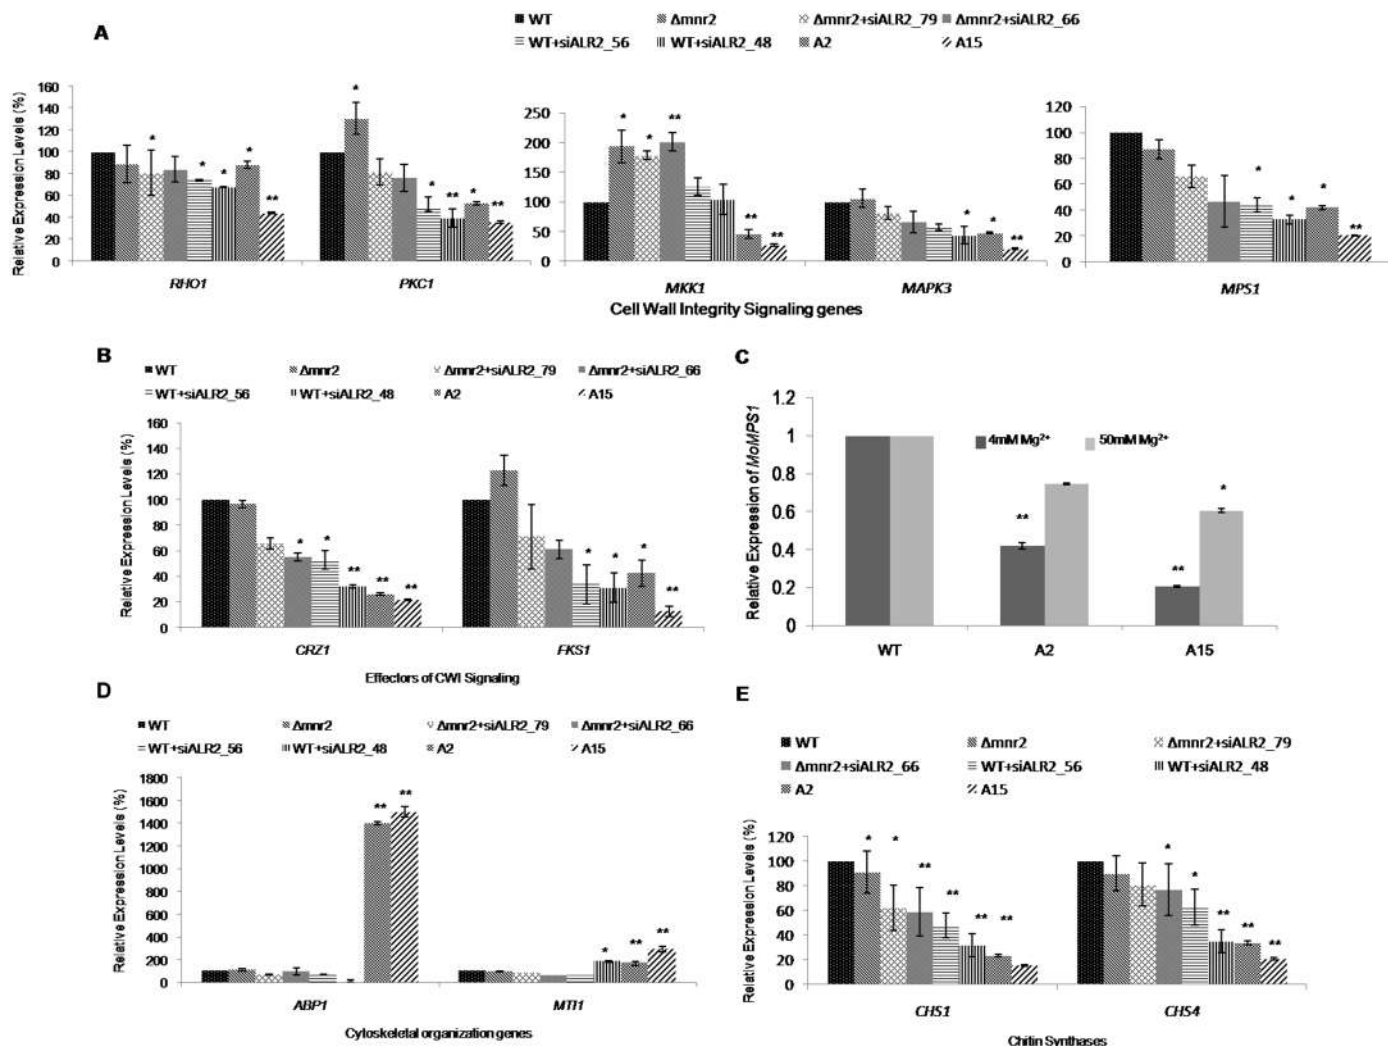 A
WT Δmnr2 Δmnr2+siALR2_79 Δmnr2+siALR2_66
WT+siALR2_56 WT+siALR2_48 A2 A15
Relative Expression Levels (%)
160
140
120
100
80
60
40
20
0
* * * * **
* * ** * **
RHO1 PKC1
250
200
150
100
50
0
* * ** ** **
* * **
MKK1 MAPK3
120
100
80
60
40
20
0
* * * **
MPS1
Cell Wall Integrity Signaling genes
B
WT Δmnr2 Δmnr2+siALR2_79 Δmnr2+siALR2_66
WT+siALR2_56 WT+siALR2_48 A2 A15
Relative Expression Levels (%)
160
140
120
100
80
60
40
20
0
* * ** ** **
* * * **
CRZ1 FKS1
Effectors of CWI Signaling
C
Relative Expression of MoMPS1
1.2
1
0.8
0.6
0.4
0.2
0
4mM Mg²⁺ 50mM Mg²⁺
** ** *
WT A2 A15
D
WT Δmnr2 Δmnr2+siALR2_79 Δmnr2+siALR2_66
WT+siALR2_56 WT+siALR2_48 A2 A15
Relative Expression Levels (%)
1800
1600
1400
1200
1000
800
600
400
200
0
** **
* ** **
ABP1 MTI1
Cytoskeletal organization genes
E
WT Δmnr2 Δmnr2+siALR2_79
Δmnr2+siALR2_66 WT+siALR2_56 WT+siALR2_48
A2 A15
Relative Expression Levels (%)
120
100
80
60
40
20
0
* * ** ** ** **
* * ** ** **
CHS1 CHS4
Chitin Synthases